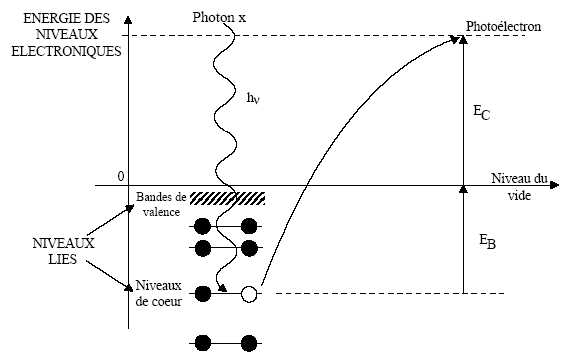 ENERGIE DES
NIVEAUX
ELECTRONIQUES
Photon x
Photoélectron
hν
E_C
0
Niveau du
vide
Bandes de
valence
NIVEAUX
LIES
E_B
Niveaux
de coeur